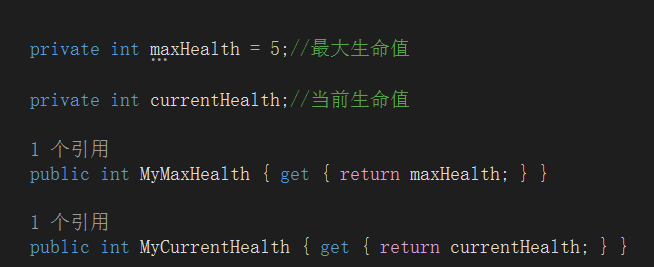 private int maxHealth = 5;//最大生命值
private int currentHealth;//当前生命值
1 个引用
public int MyMaxHealth { get { return maxHealth; } }
1 个引用
public int MyCurrentHealth { get { return currentHealth; } }